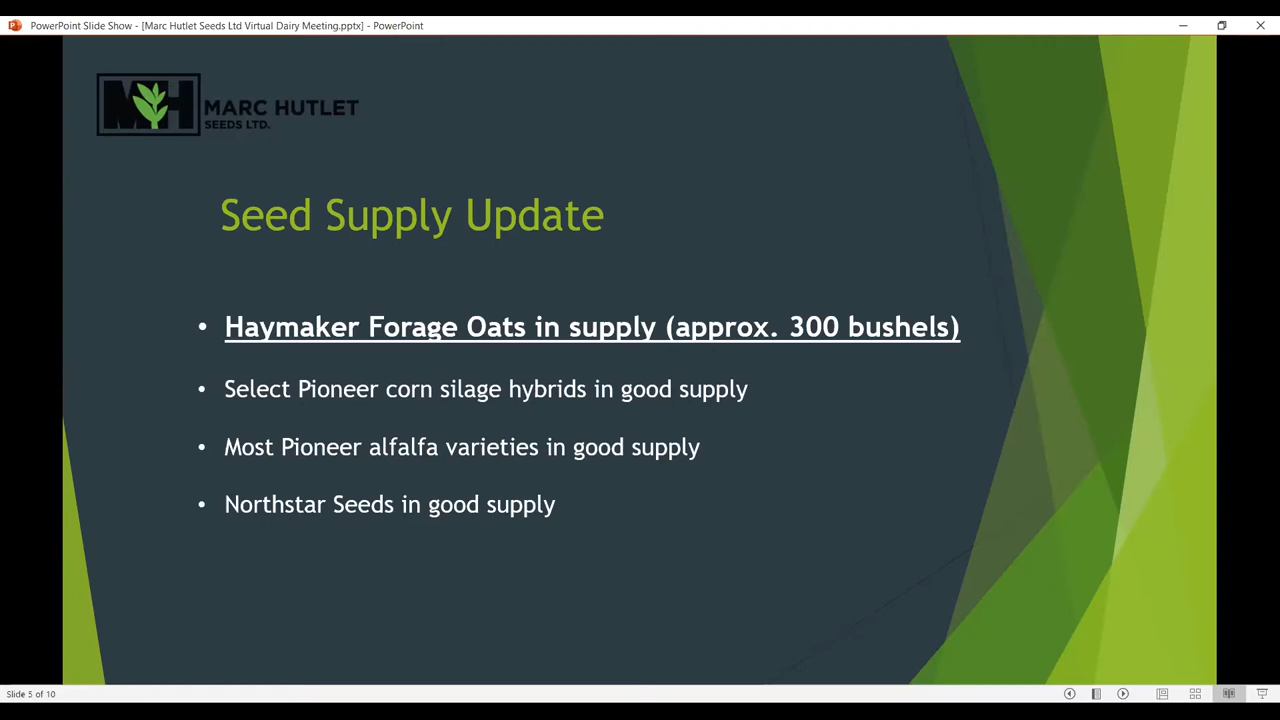 PowerPoint Slide Show - [Marc Hutlet Seeds Ltd Virtual Dairy Meeting.pptx] - PowerPoint
MH MARC HUTLET
SEEDS LTD.
Seed Supply Update
• Haymaker Forage Oats in supply (approx. 300 bushels)
• Select Pioneer corn silage hybrids in good supply
• Most Pioneer alfalfa varieties in good supply
• Northstar Seeds in good supply
Slide 5 of 10